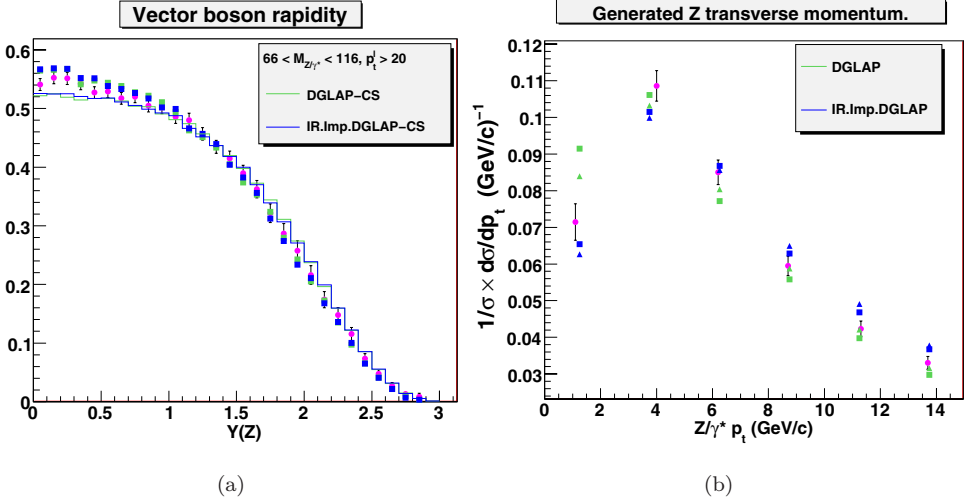 Vector boson rapidity
66 < M_{Z/γ*} < 116, p_t^l > 20
DGLAP-CS
IR.Imp.DGLAP-CS
0.6
0.5
0.4
0.3
0.2
0.1
0
0 0.5 1 1.5 2 2.5 3
Y(Z)
(a)
Generated Z transverse momentum.
DGLAP
IR.Imp.DGLAP
1/σ × dσ/dp_t (GeV/c)^{-1}
0.12
0.11
0.1
0.09
0.08
0.07
0.06
0.05
0.04
0.03
0 2 4 6 8 10 12 14
Z/γ* p_t (GeV/c)
(b)